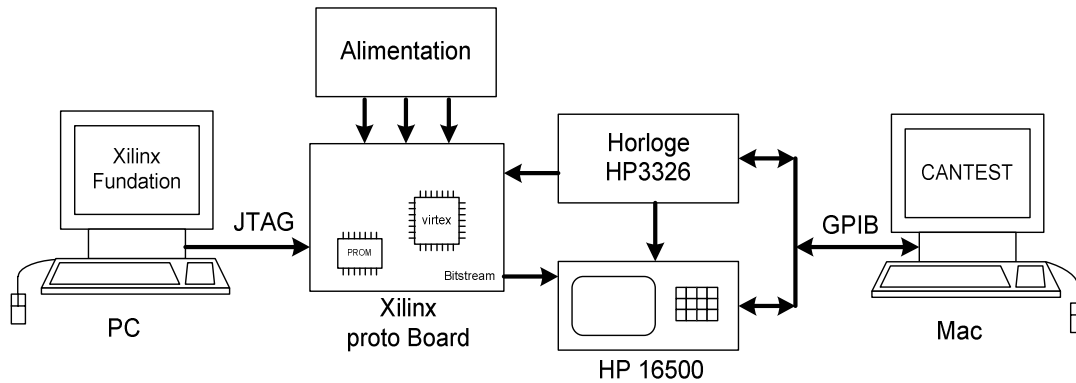 Alimentation
Xilinx
Fundation
JTAG
PC
virtex
PROM
Bitstream
Xilinx
proto Board
Horloge
HP3326
HP 16500
GPIB
CANTEST
Mac